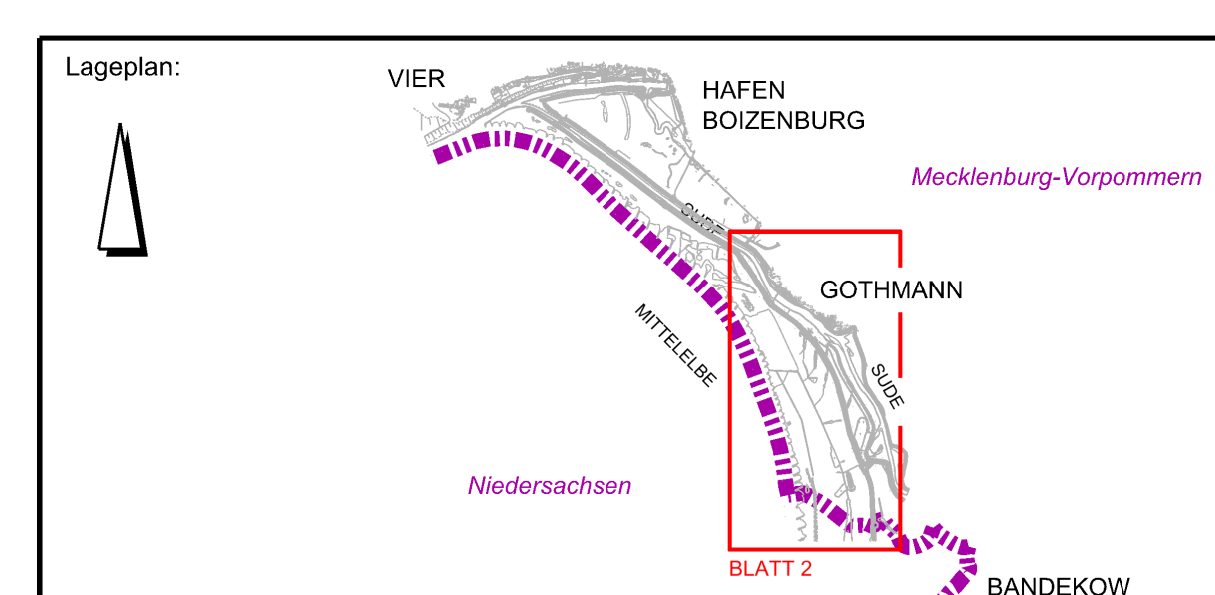 Lageplan:
VIER
HAFEN
BOIZENBURG
Mecklenburg-Vorpommern
SUDE
GOTHMANN
MITTELELBE
SUDE
Niedersachsen
BLATT 2
BANDEKOW